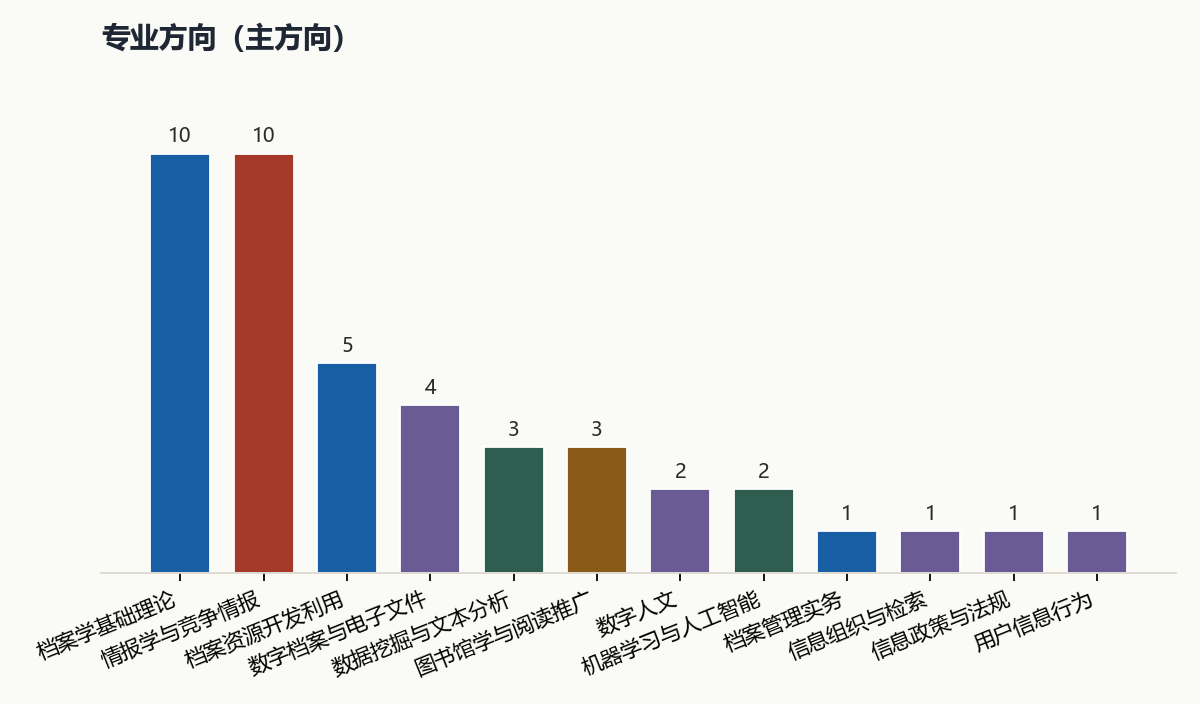 专业方向（主方向）
10
10
5
4
3
3
2
2
1
1
1
1
档案学基础理论
情报学与竞争情报
档案资源开发利用
数字档案与电子文件
数据挖掘与文本分析
图书馆学与阅读推广
数字人文
机器学习与人工智能
档案管理实务
信息组织与检索
信息政策与法规
用户信息行为